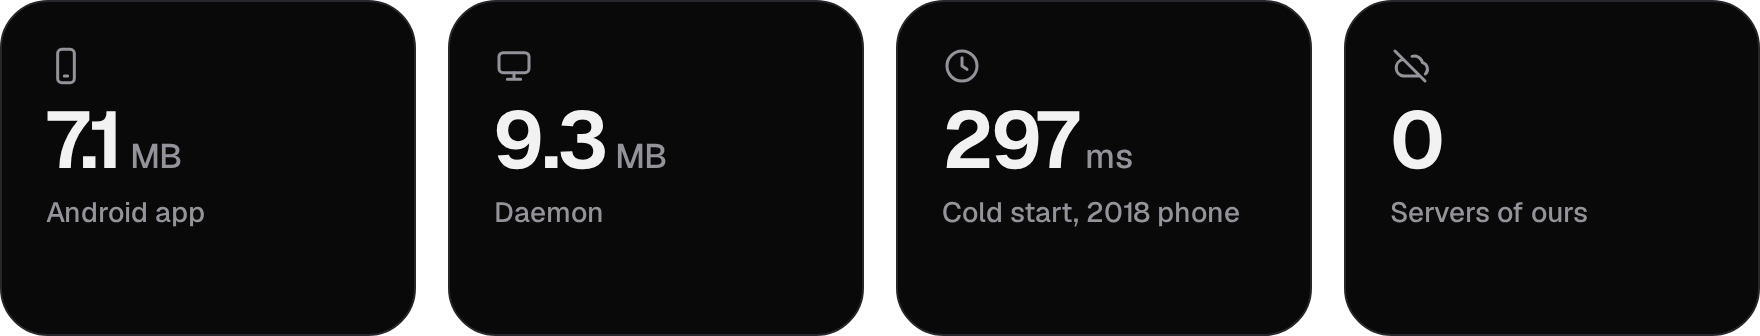 7.1 MB
Android app
9.3 MB
Daemon
297 ms
Cold start, 2018 phone
0
Servers of ours